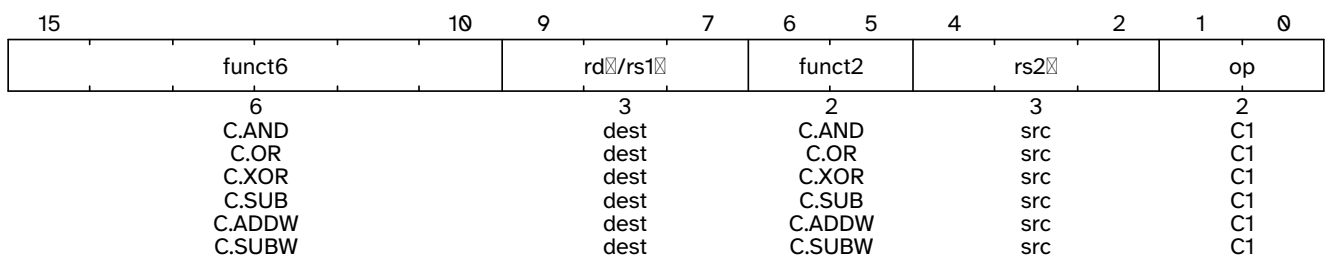 15 10 9 7 6 5 4 2 1 0
funct6 rd▯/rs1▯ funct2 rs2▯ op
6 3 2 3 2
C.AND dest C.AND src C1
C.OR dest C.OR src C1
C.XOR dest C.XOR src C1
C.SUB dest C.SUB src C1
C.ADDW dest C.ADDW src C1
C.SUBW dest C.SUBW src C1